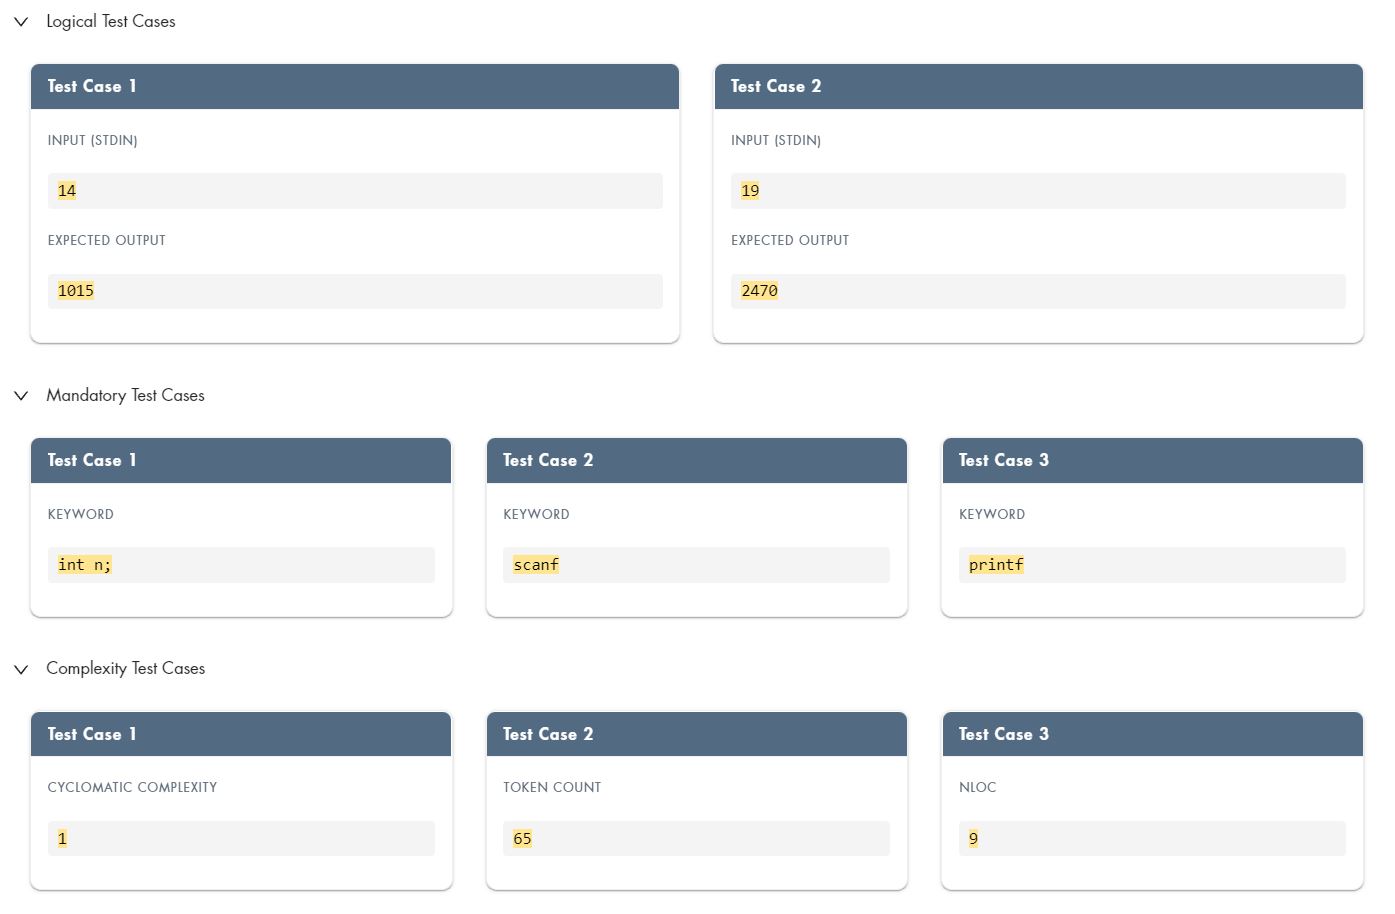 Logical Test Cases
Test Case 1
INPUT (STDIN)
14
EXPECTED OUTPUT
1015
Test Case 2
INPUT (STDIN)
19
EXPECTED OUTPUT
2470
Mandatory Test Cases
Test Case 1
KEYWORD
int n;
Test Case 2
KEYWORD
scanf
Test Case 3
KEYWORD
printf
Complexity Test Cases
Test Case 1
CYCLOMATIC COMPLEXITY
1
Test Case 2
TOKEN COUNT
65
Test Case 3
NLOC
9